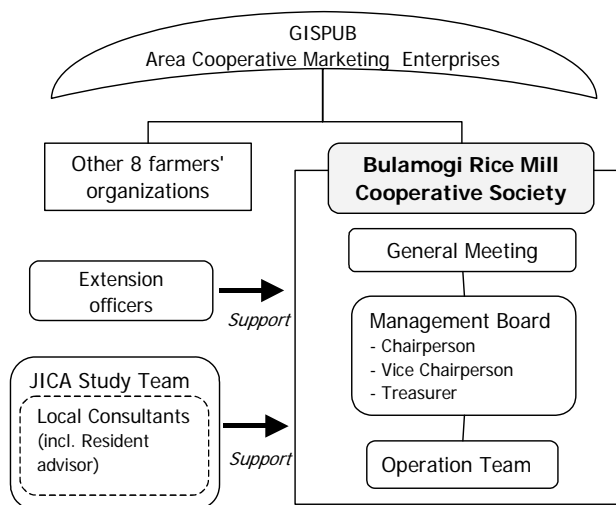 GISPUB
Area Cooperative Marketing Enterprises
Other 8 farmers'
organizations
Bulamogi Rice Mill
Cooperative Society
General Meeting
Extension
officers
Support
Management Board
- Chairperson
- Vice Chairperson
- Treasurer
JICA Study Team
Local Consultants
(incl. Resident
advisor)
Support
Operation Team